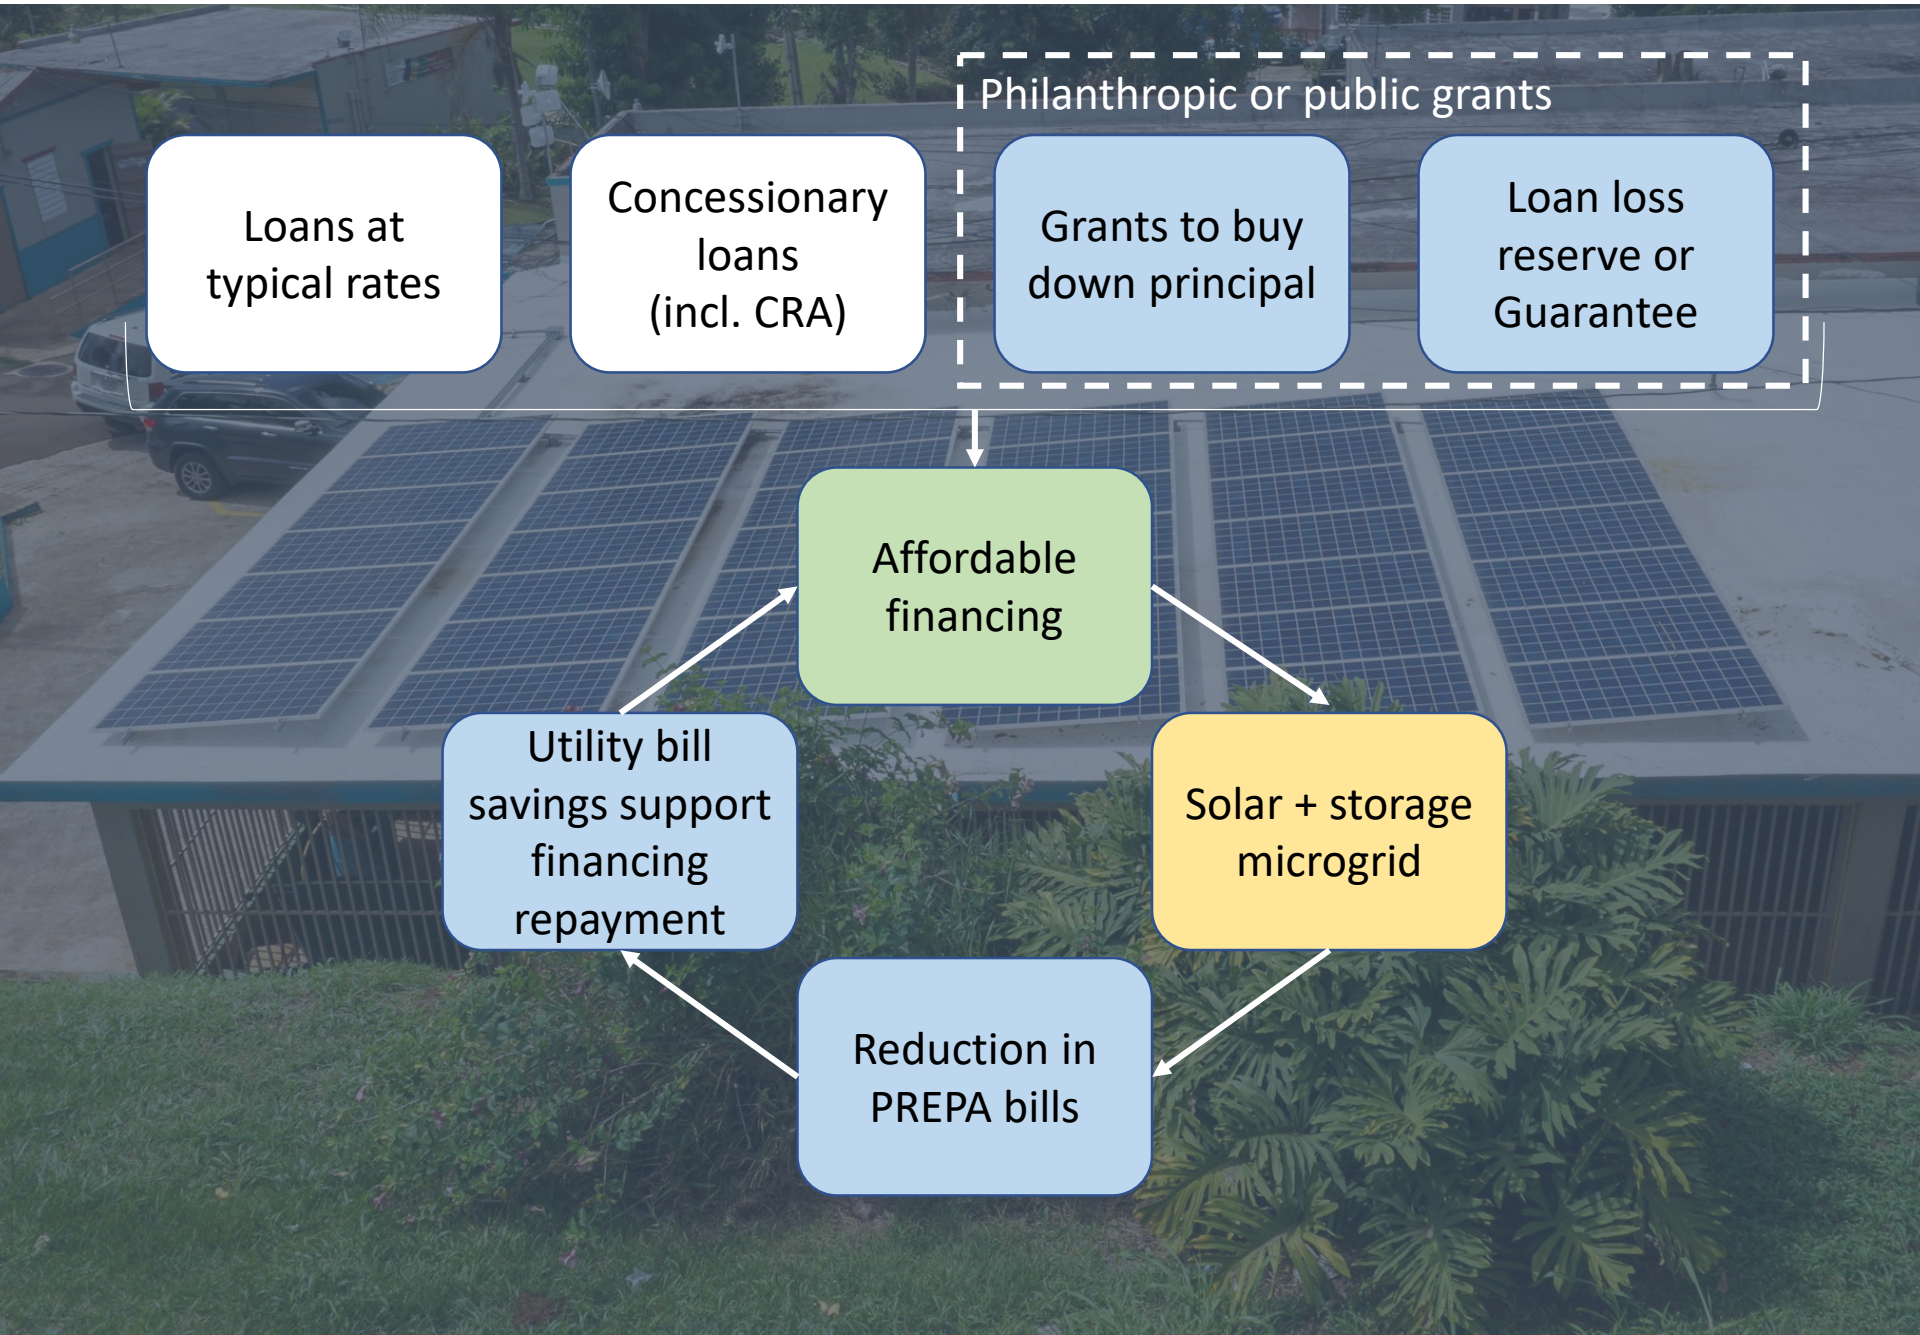 Philanthropic or public grants
Loans at
typical rates
Concessionary
loans
(incl. CRA)
Grants to buy
down principal
Loan loss
reserve or
Guarantee
Affordable
financing
Utility bill
savings support
financing
repayment
Solar + storage
microgrid
Reduction in
PREPA bills